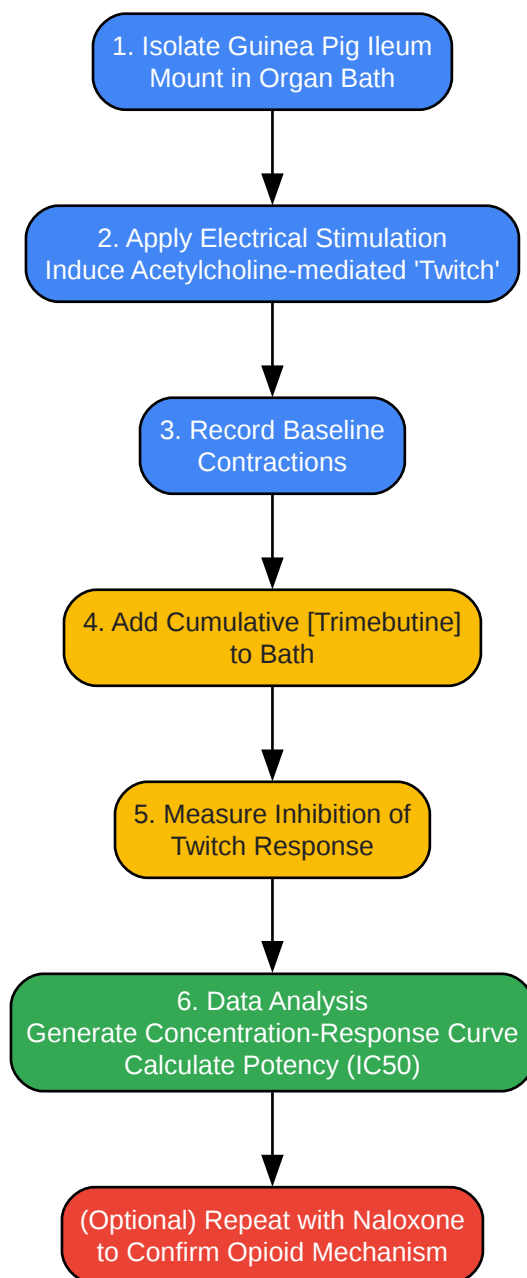 1. Isolate Guinea Pig Ileum
Mount in Organ Bath
2. Apply Electrical Stimulation
Induce Acetylcholine-mediated 'Twitch'
3. Record Baseline
Contractions
4. Add Cumulative [Trimebutine]
to Bath
5. Measure Inhibition of
Twitch Response
6. Data Analysis
Generate Concentration-Response Curve
Calculate Potency (IC50)
(Optional) Repeat with Naloxone
to Confirm Opioid Mechanism